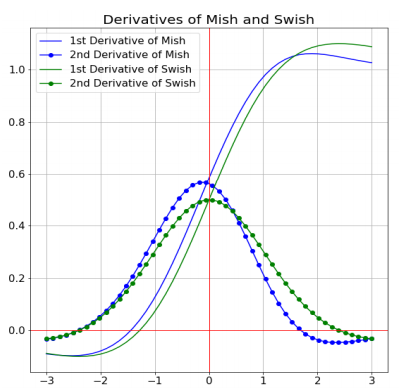 Derivatives of Mish and Swish
1st Derivative of Mish
2nd Derivative of Mish
1st Derivative of Swish
2nd Derivative of Swish
1.0
0.8
0.6
0.4
0.2
0.0
−3 −2 −1 0 1 2 3